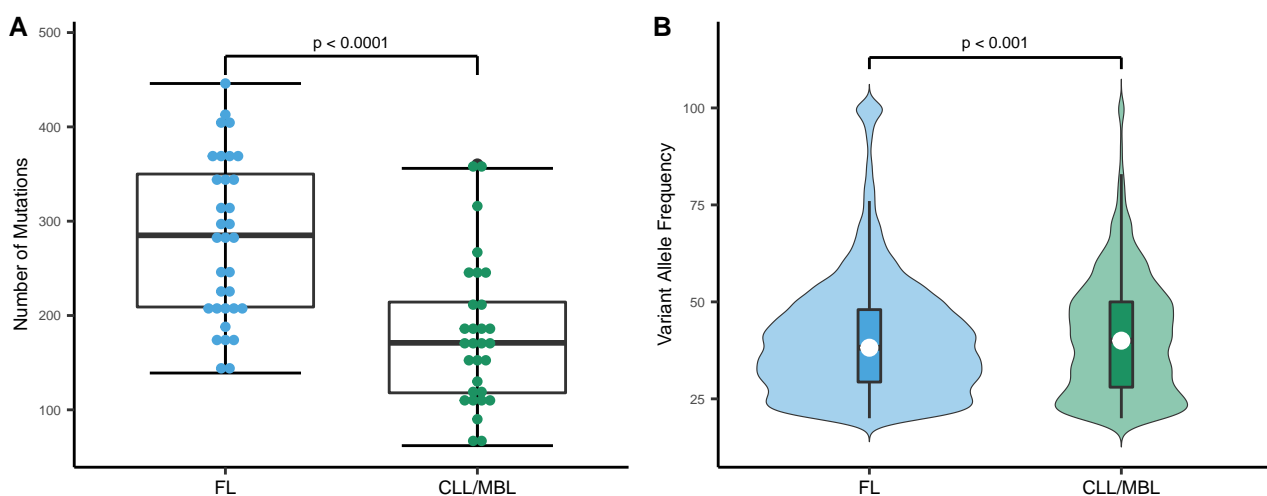 A
Number of Mutations
500
400
300
200
100
p < 0.0001
FL
CLL/MBL
B
Variant Allele Frequency
100
75
50
25
p < 0.001
FL
CLL/MBL